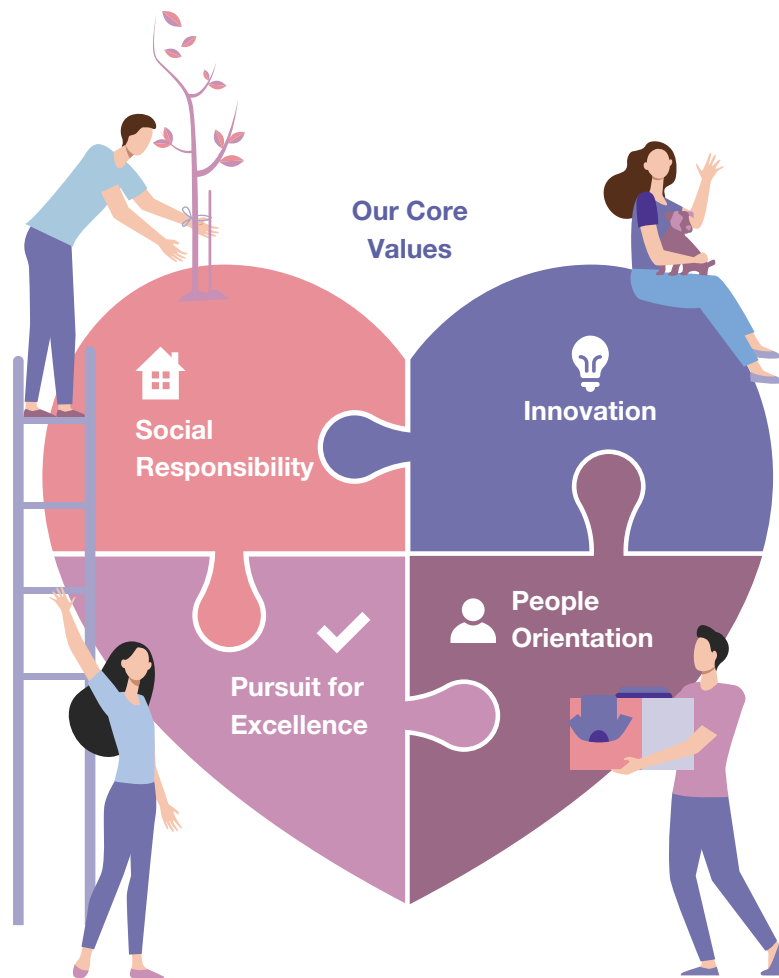 Our Core
Values
Social
Responsibility
Innovation
Pursuit for
Excellence
People
Orientation